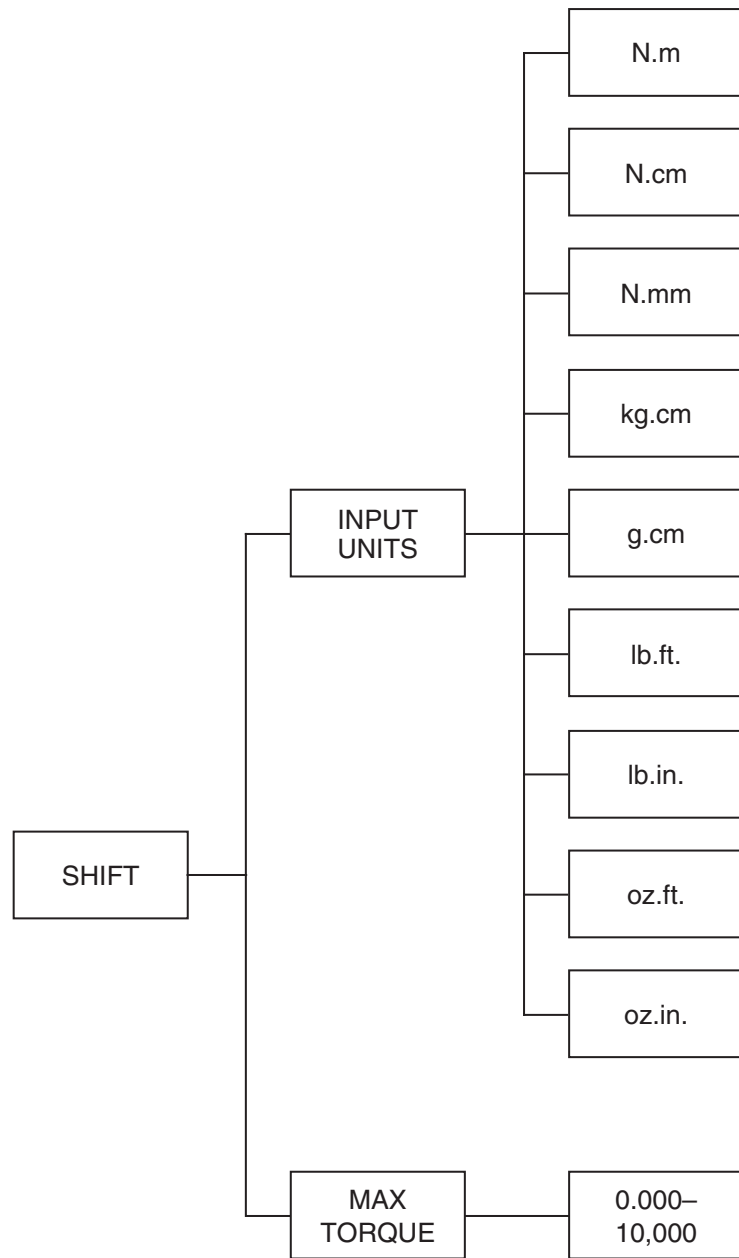 N.m
N.cm
N.mm
kg.cm
INPUT
UNITS
g.cm
lb.ft.
lb.in.
SHIFT
oz.ft.
oz.in.
MAX
TORQUE
0.000–
10,000